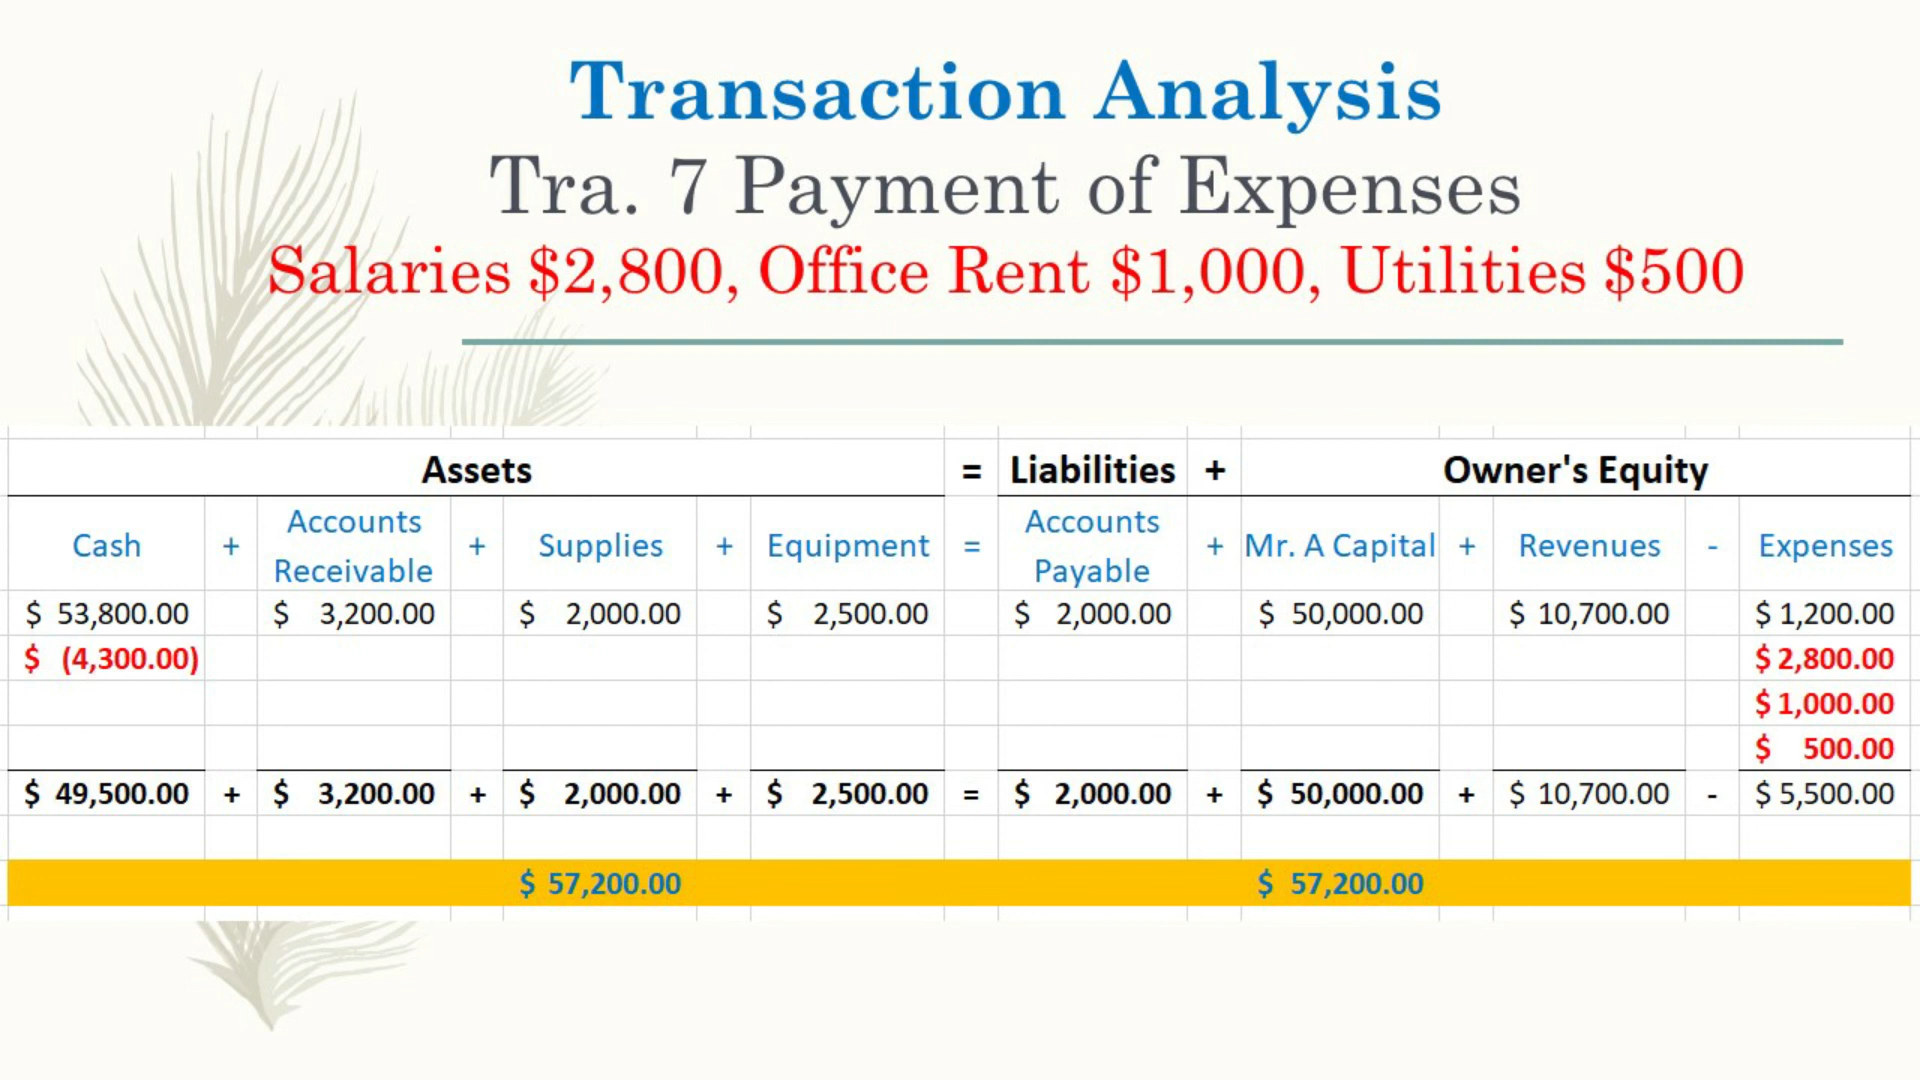 Transaction Analysis
Tra. 7 Payment of Expenses
Salaries $2,800, Office Rent $1,000, Utilities $500
Assets = Liabilities + Owner's Equity
Cash + Accounts Receivable + Supplies + Equipment = Accounts Payable + Mr. A Capital + Revenues - Expenses
$ 53,800.00 $ 3,200.00 $ 2,000.00 $ 2,500.00 $ 2,000.00 $ 50,000.00 $ 10,700.00 $ 1,200.00
$ (4,300.00) $ 2,800.00
$ 1,000.00
$ 500.00
$ 49,500.00 + $ 3,200.00 + $ 2,000.00 + $ 2,500.00 = $ 2,000.00 + $ 50,000.00 + $ 10,700.00 - $ 5,500.00
$ 57,200.00 $ 57,200.00